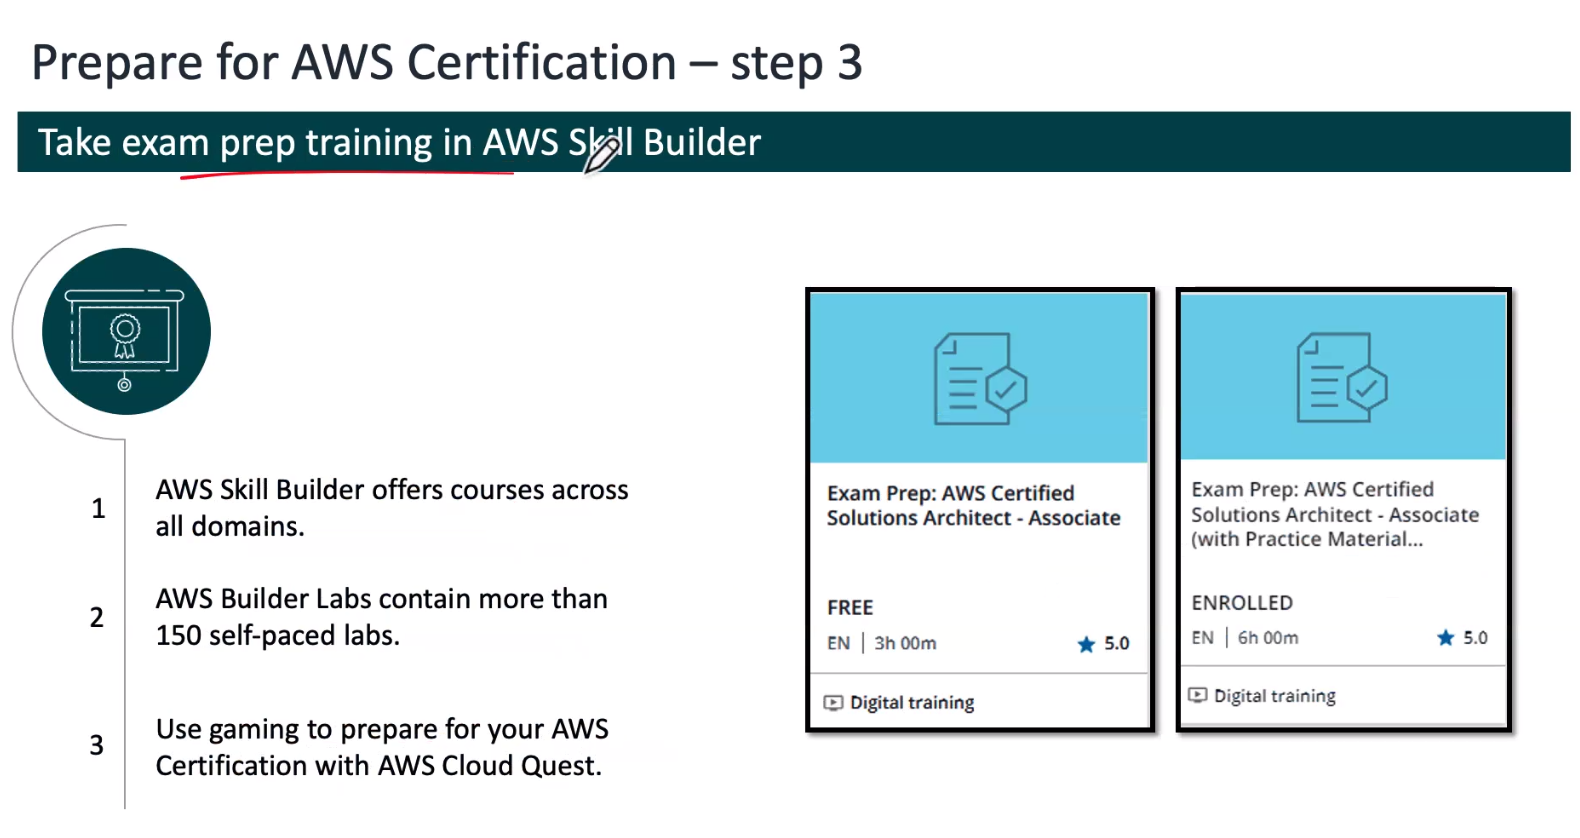 Prepare for AWS Certification – step 3
Take exam prep training in AWS Skill Builder
1
AWS Skill Builder offers courses across
all domains.
2
AWS Builder Labs contain more than
150 self-paced labs.
3
Use gaming to prepare for your AWS
Certification with AWS Cloud Quest.
Exam Prep: AWS Certified
Solutions Architect - Associate
FREE
EN | 3h 00m
5.0
Digital training
Exam Prep: AWS Certified
Solutions Architect - Associate
(with Practice Material...
ENROLLED
EN | 6h 00m
5.0
Digital training